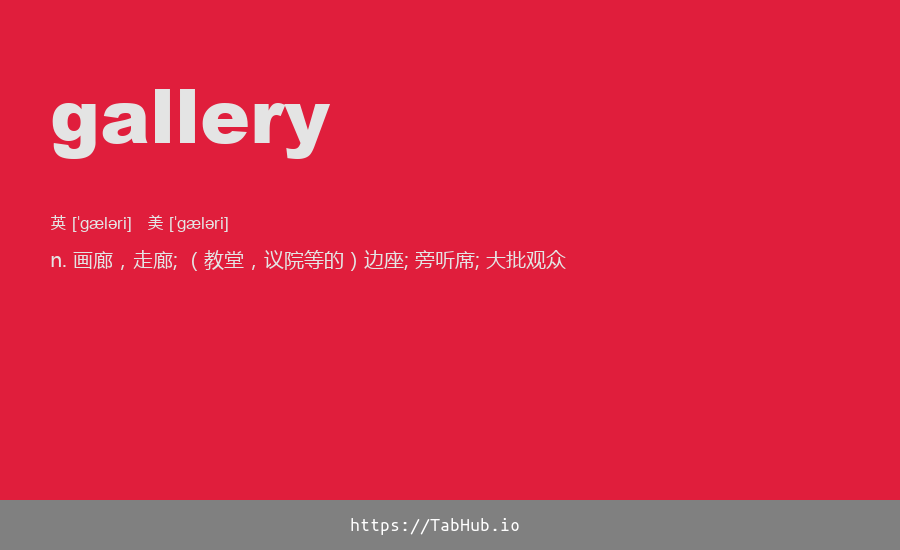 gallery
英 ['gæləri] 美 ['gæləri]
n. 画廊，走廊; （教堂，议院等的）边座; 旁听席; 大批观众
https://TabHub.io